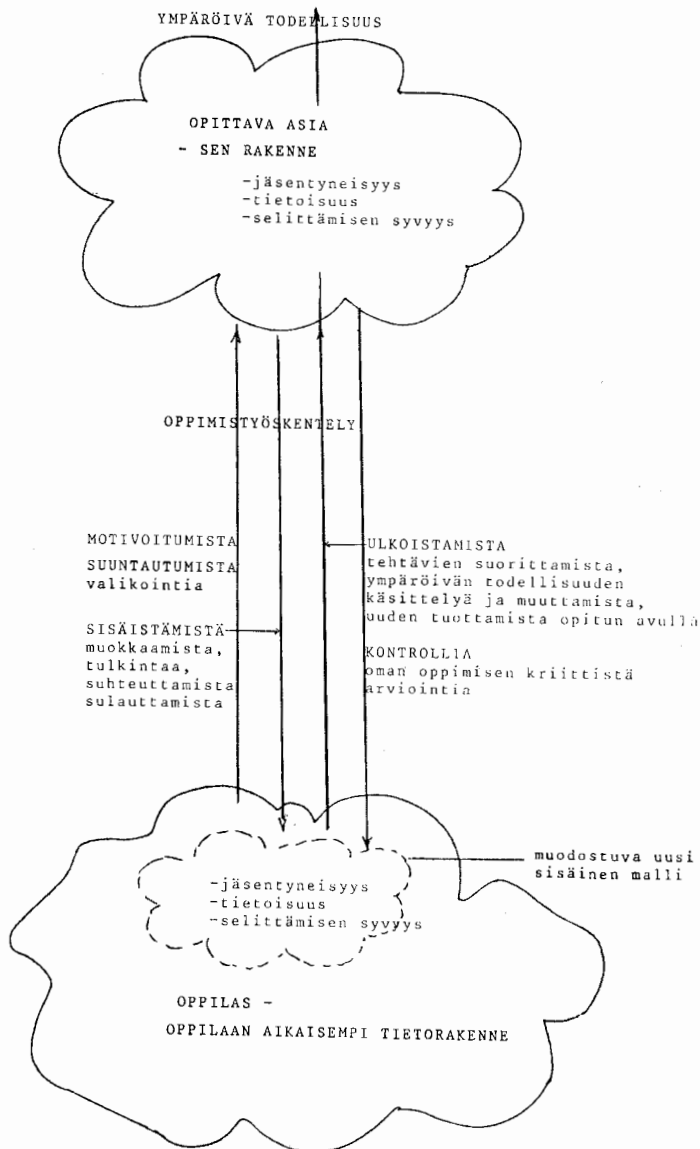 YMPÄRÖIVÄ TODELLISUUS
OPITTAVA ASIA
- SEN RAKENNE
-jäsentyneisyys
-tietoisuus
-selittämisen syvyys
OPPIMISTYÖSKENTELY
MOTIVOITUMISTA
SUUNTAUTUMISTA
valikointia
SISÄISTÄMISTÄ
muokkaamista,
tulkintaa,
suhteuttamista
sulauttamista
ULKOISTAMISTA
tehtävien suorittamista,
ympäröivän todellisuuden
käsittelyä ja muuttamista,
uuden tuottamista opitun avulla
KONTROLLIA
oman oppimisen kriittistä
arviointia
muodostuva uusi
sisäinen malli
-jäsentyneisyys
-tietoisuus
-selittämisen syvyys
OPPILAS -
OPPILAAN AIKAISEMPI TIETORAKENNE